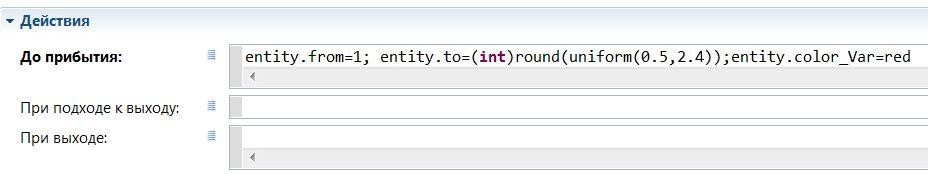 Действия
До прибытия: entity.from=1; entity.to=(int)round(uniform(0.5,2.4));entity.color_Var=red
При подходе к выходу:
При выходе: